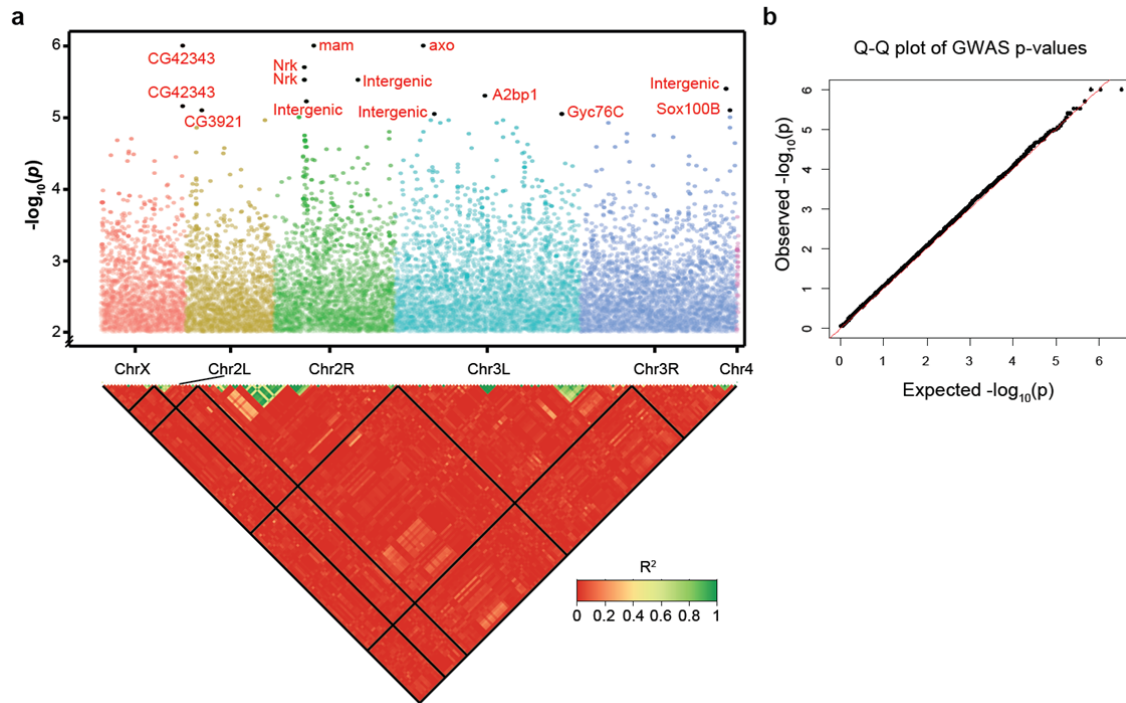 a
6
5
4
3
2
-log10(p)
CG42343
mam
axo
Nrk
Nrk
Intergenic
Intergenic
CG42343
CG3921
Intergenic
Intergenic
A2bp1
Gyc76C
Sox100B
ChrX
Chr2L
Chr2R
Chr3L
Chr3R
Chr4
R²
0 0.2 0.4 0.6 0.8 1
b
Q-Q plot of GWAS p-values
Observed -log10(p)
6
5
4
3
2
1
0
0 1 2 3 4 5 6
Expected -log10(p)